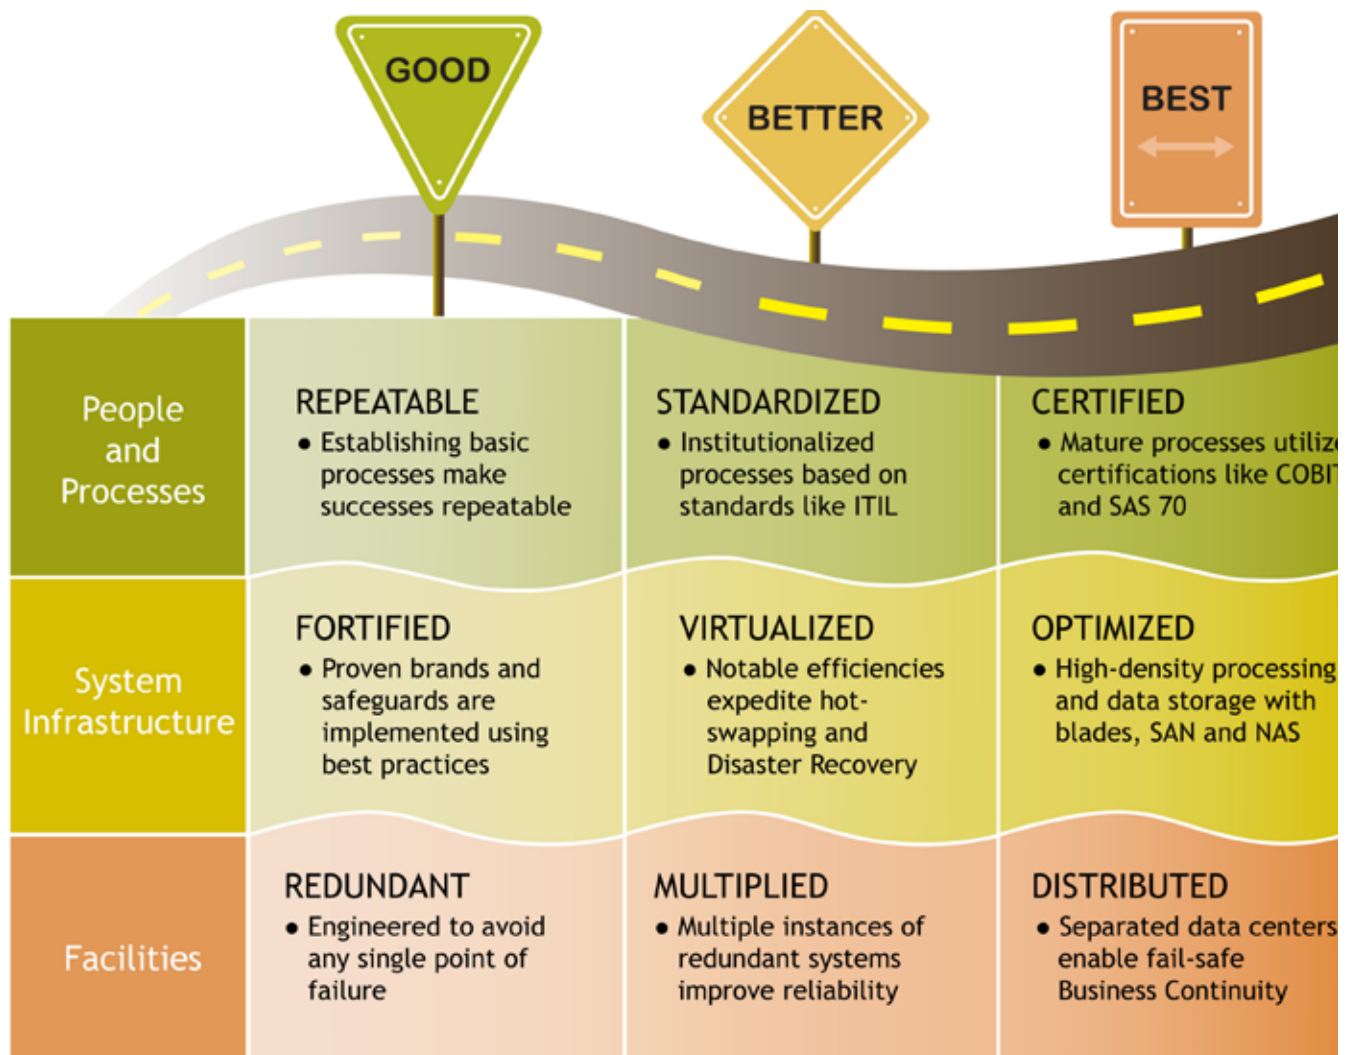 GOOD
BETTER
BEST
People
and
Processes
REPEATABLE
● Establishing basic
processes make
successes repeatable
STANDARDIZED
● Institutionalized
processes based on
standards like ITIL
CERTIFIED
● Mature processes utilize
certifications like COBIT
and SAS 70
System
Infrastructure
FORTIFIED
● Proven brands and
safeguards are
implemented using
best practices
VIRTUALIZED
● Notable efficiencies
expedite hot-
swapping and
Disaster Recovery
OPTIMIZED
● High-density processing
and data storage with
blades, SAN and NAS
Facilities
REDUNDANT
● Engineered to avoid
any single point of
failure
MULTIPLIED
● Multiple instances of
redundant systems
improve reliability
DISTRIBUTED
● Separated data centers
enable fail-safe
Business Continuity